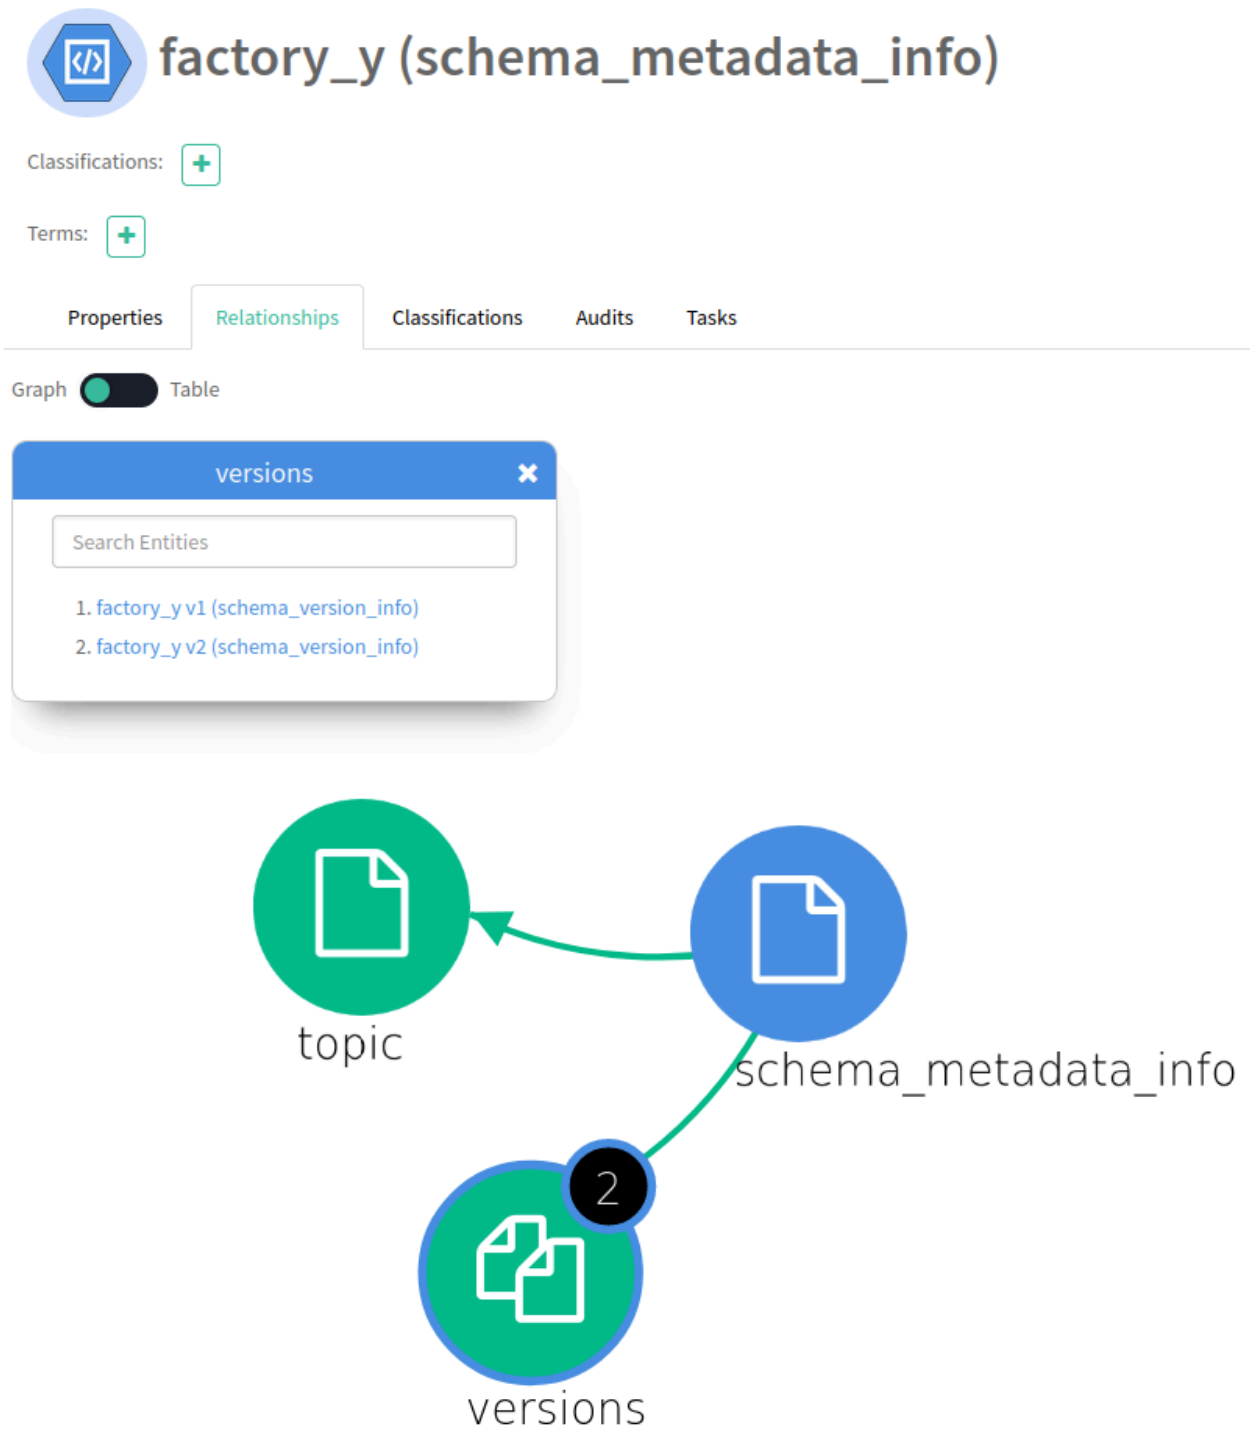 factory_y (schema_metadata_info)
Classifications:
Terms:
Properties Relationships Classifications Audits Tasks
Graph Table
versions
Search Entities
1. factory_y v1 (schema_version_info)
2. factory_y v2 (schema_version_info)
topic
schema_metadata_info
2
versions